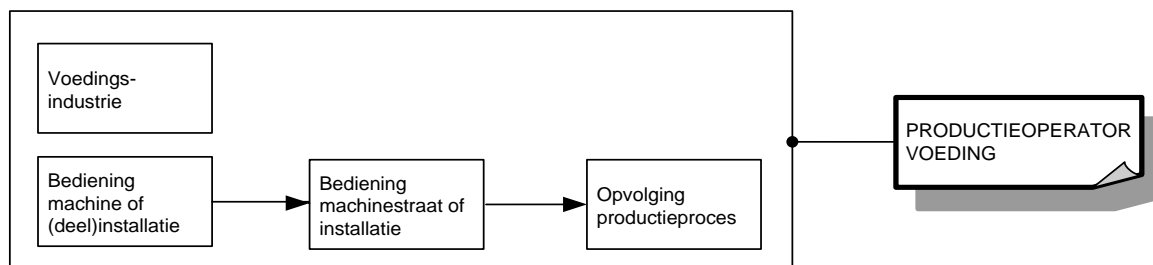 Voedings-
industrie
Bediening
machine of
(deel)installatie
Bediening
machinestraat of
installatie
Opvolging
productieproces
PRODUCTIEOPERATOR
VOEDING